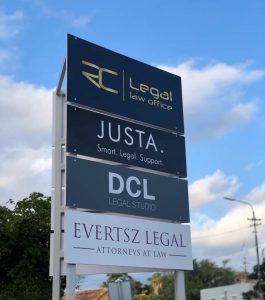 RC Legal
law office
JUSTA.
Smart. Legal. Support.
DCL
LEGAL STUDIO
EVERTSZ LEGAL
ATTORNEYS AT LAW